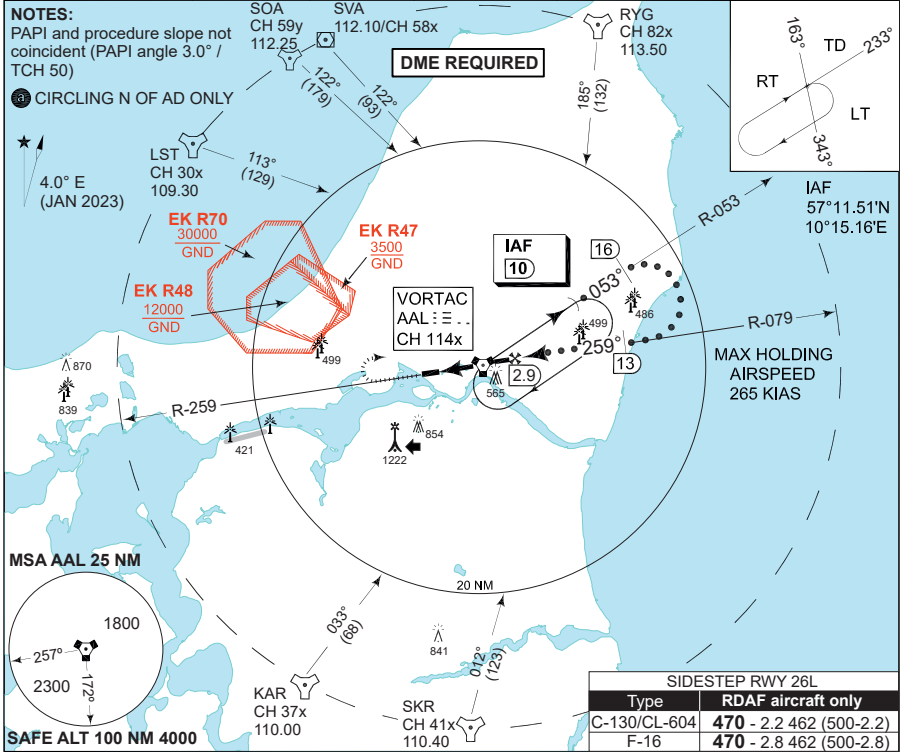 NOTES:
PAPI and procedure slope not
coincident (PAPI angle 3.0° /
TCH 50)
a CIRCLING N OF AD ONLY
4.0° E
(JAN 2023)
SOA
CH 59y
112.25
SVA
112.10/CH 58x
122°
(179)
122°
(93)
DME REQUIRED
RYG
CH 82x
113.50
185°
(132)
163°
TD
233°
RT
LT
343°
IAF
57°11.51'N
10°15.16'E
LST
CH 30x
109.30
113°
(129)
EK R70
30000
GND
EK R47
3500
GND
EK R48
12000
GND
499
IAF
10
VORTAC
AAL
CH 114x
16
053°
R-053
486
499
259°
13
R-079
2.9
565
MAX HOLDING
AIRSPEED
265 KIAS
870
839
R-259
421
854
1222
20 NM
MSA AAL 25 NM
1800
257°
2300
172°
SAFE ALT 100 NM 4000
033°
(68)
KAR
CH 37x
110.00
841
012°
(123)
SKR
CH 41x
110.40
SIDESTEP RWY 26L
Type RDAF aircraft only
C-130/CL-604 470 - 2.2 462 (500-2.2)
F-16 470 - 2.8 462 (500-2.8)